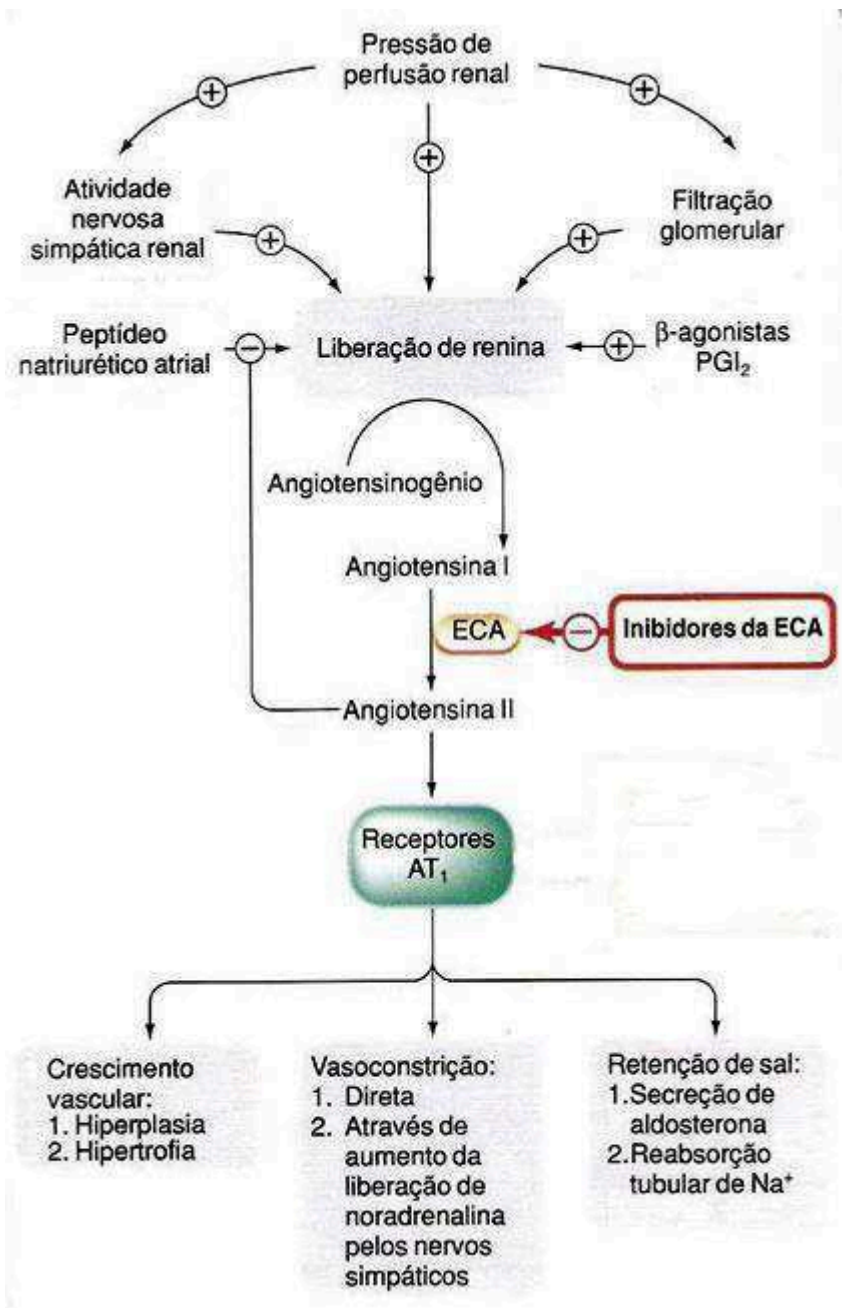 Pressão de
perfusão renal
+
+
+
Atividade
nervosa
simpática renal
Filtração
glomerular
+
+
Peptídeo
natriurético atrial
−
Liberação de renina
+
β-agonistas
PGI₂
Angiotensinogênio
Angiotensina I
ECA
−
Inibidores da ECA
Angiotensina II
Receptores
AT₁
Crescimento
vascular:
1. Hiperplasia
2. Hipertrofia
Vasoconstrição:
1. Direta
2. Através de
aumento da
liberação de
noradrenalina
pelos nervos
simpáticos
Retenção de sal:
1.Secreção de
aldosterona
2.Reabsorção
tubular de Na⁺